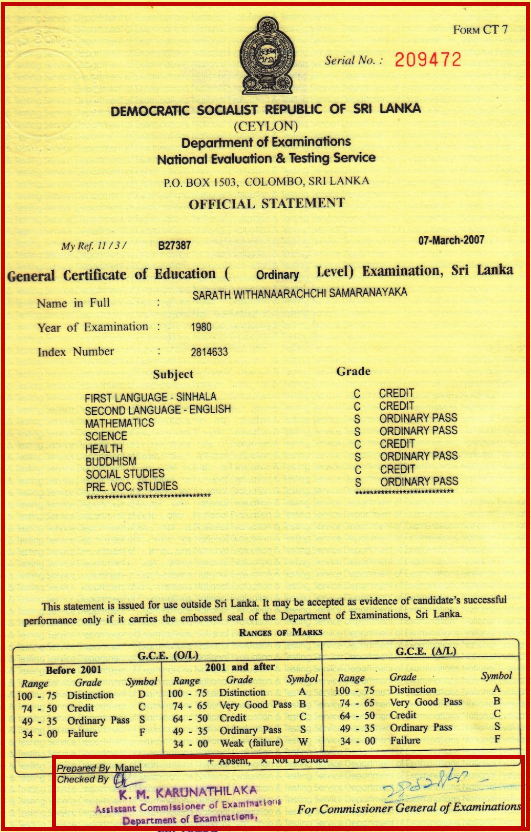 FORM CT 7
Serial No. : 209472
DEMOCRATIC SOCIALIST REPUBLIC OF SRI LANKA
(CEYLON)
Department of Examinations
National Evaluation & Testing Service
P.O. BOX 1503, COLOMBO, SRI LANKA
OFFICIAL STATEMENT
My Ref. 11 / 3 / B27387 07-March-2007
General Certificate of Education ( Ordinary Level) Examination, Sri Lanka
Name in Full : SARATH WITHANAARACHCHI SAMARANAYAKA
Year of Examination : 1980
Index Number : 2814633
Subject Grade
FIRST LANGUAGE - SINHALA C CREDIT
SECOND LANGUAGE - ENGLISH C CREDIT
MATHEMATICS S ORDINARY PASS
SCIENCE S ORDINARY PASS
HEALTH C CREDIT
BUDDHISM S ORDINARY PASS
SOCIAL STUDIES C CREDIT
PRE. VOC. STUDIES S ORDINARY PASS
This statement is issued for use outside Sri Lanka. It may be accepted as evidence of candidate's successful
performance only if it carries the embossed seal of the Department of Examinations, Sri Lanka.
RANGES OF MARKS
G.C.E. (O/L) G.C.E. (A/L)
Before 2001 2001 and after
Range Grade Symbol Range Grade Symbol Range Grade Symbol
100 - 75 Distinction D 100 - 75 Distinction A 100 - 75 Distinction A
74 - 50 Credit C 74 - 65 Very Good Pass B 74 - 65 Very Good Pass B
49 - 35 Ordinary Pass S 64 - 50 Credit C 64 - 50 Credit C
34 - 00 Failure F 49 - 35 Ordinary Pass S 49 - 35 Ordinary Pass S
34 - 00 Weak (failure) W 34 - 00 Failure F
+ Absent, × Not Decided
Prepared By Manel
Checked By
K. M. KARUNATHILAKA
Assistant Commissioner of Examinations
Department of Examinations,
For Commissioner General of Examinations